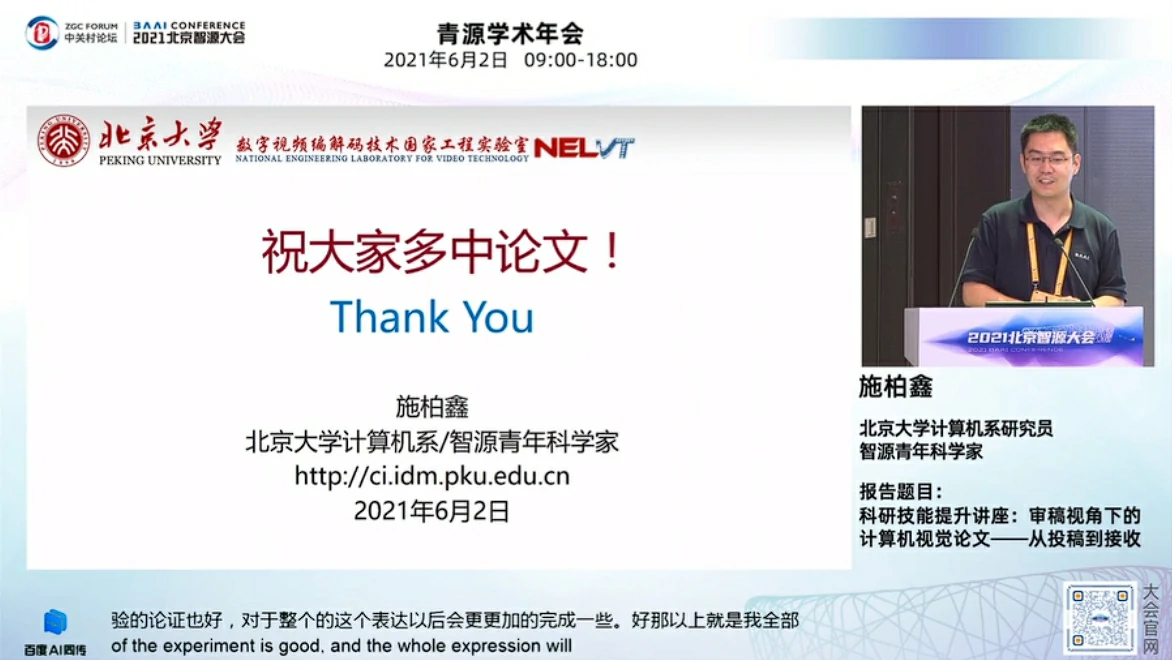 ZGC FORUM
中关村论坛
BAAI CONFERENCE
2021北京智源大会
青源学术年会
2021年6月2日 09:00-18:00
北京大学
PEKING UNIVERSITY
数字视频编解码技术国家工程实验室
NATIONAL ENGINEERING LABORATORY FOR VIDEO TECHNOLOGY
NELVT
祝大家多中论文！
Thank You
施柏鑫
北京大学计算机系/智源青年科学家
http://ci.idm.pku.edu.cn
2021年6月2日
BAAI
2021北京智源大会
2021 BAAI CONFERENCE
施柏鑫
北京大学计算机系研究员
智源青年科学家
报告题目：
科研技能提升讲座：审稿视角下的
计算机视觉论文——从投稿到接收
验的论证也好，对于整个的这个表达以后会更更加的完成一些。好那以上就是我全部
of the experiment is good, and the whole expression will
百度AI同传
大会官网